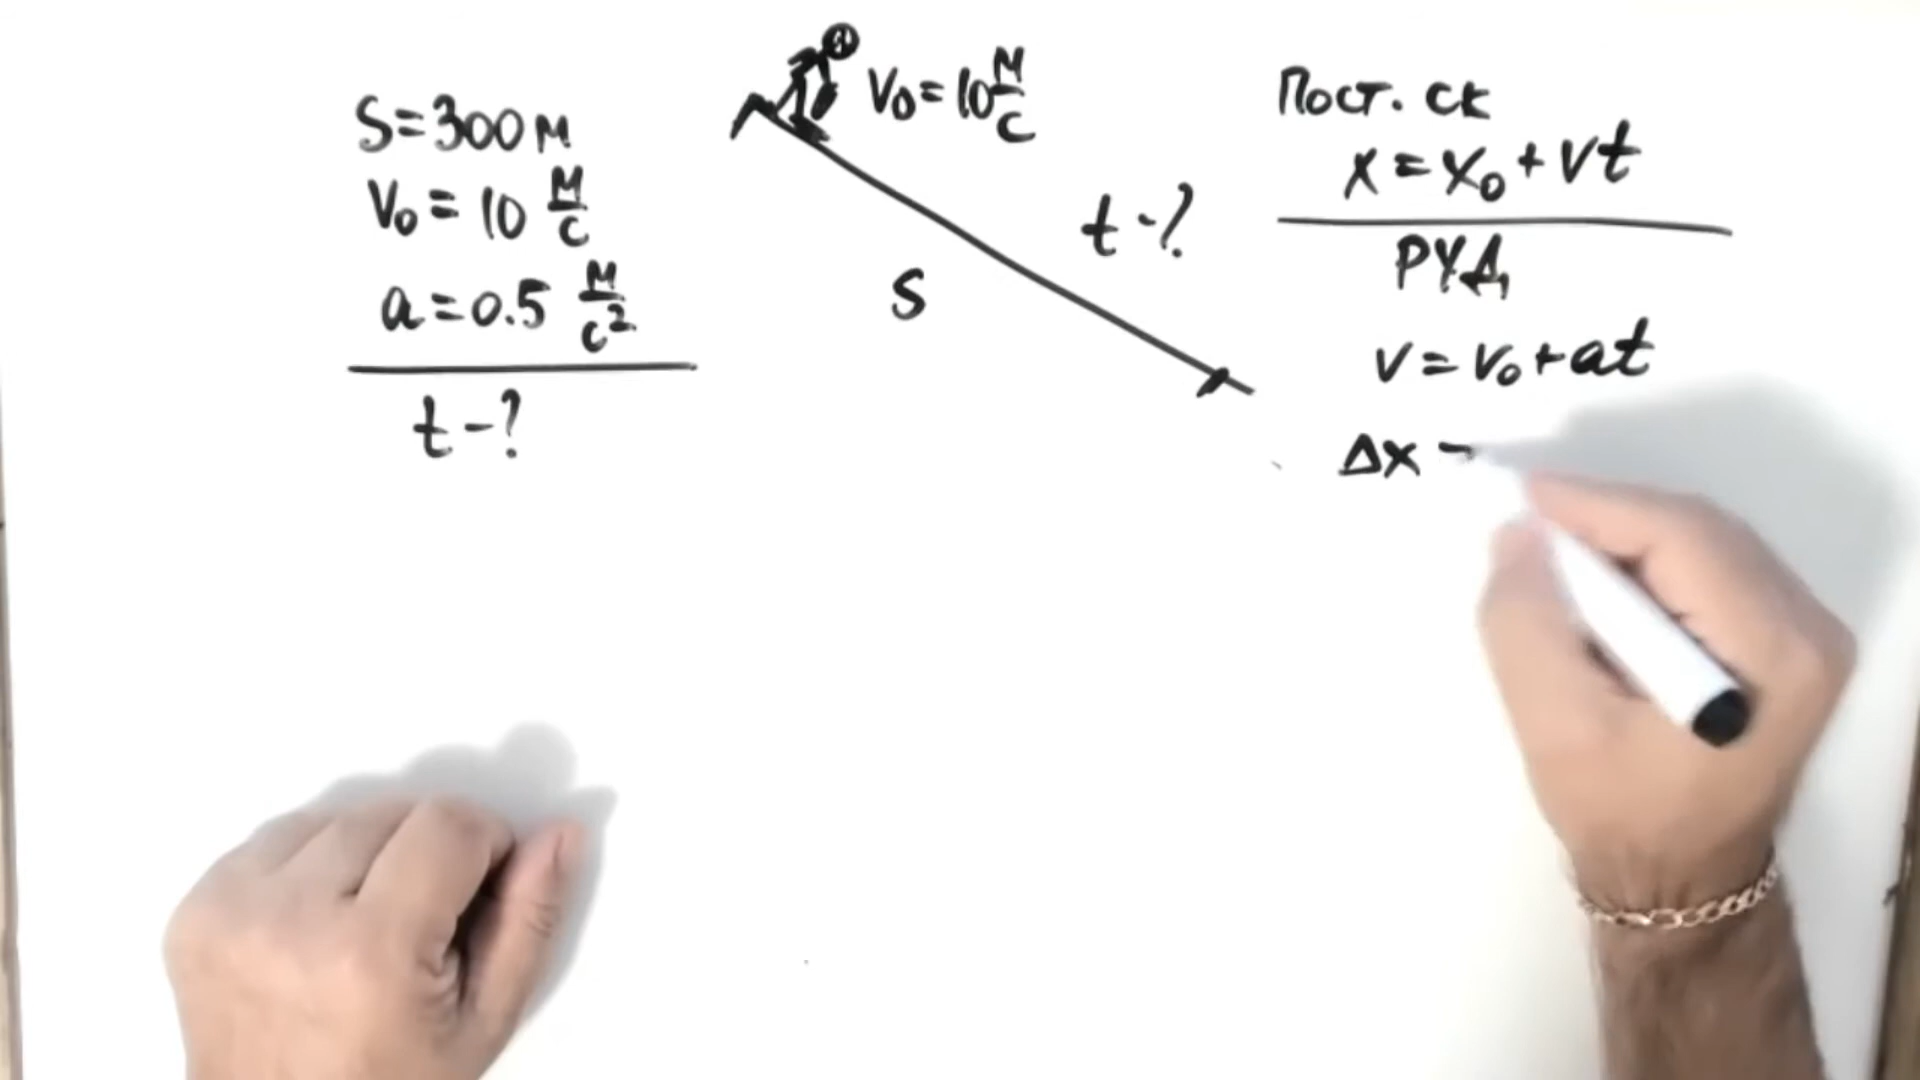 S=300 м
V₀ = 10 м/с
a = 0.5 м/с²
t - ?
V₀ = 10 м/с
t - ?
S
Пост. ск
x = x₀ + vt
РУД
v = v₀ + at
Δx -